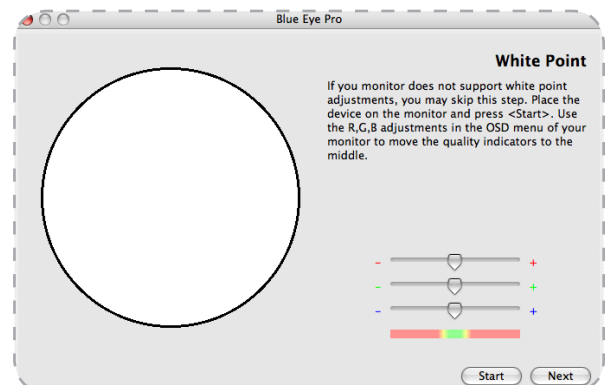 Blue Eye Pro
White Point
If you monitor does not support white point
adjustments, you may skip this step. Place the
device on the monitor and press <Start>. Use
the R,G,B adjustments in the OSD menu of your
monitor to move the quality indicators to the
middle.
- +
- +
- +
Start Next